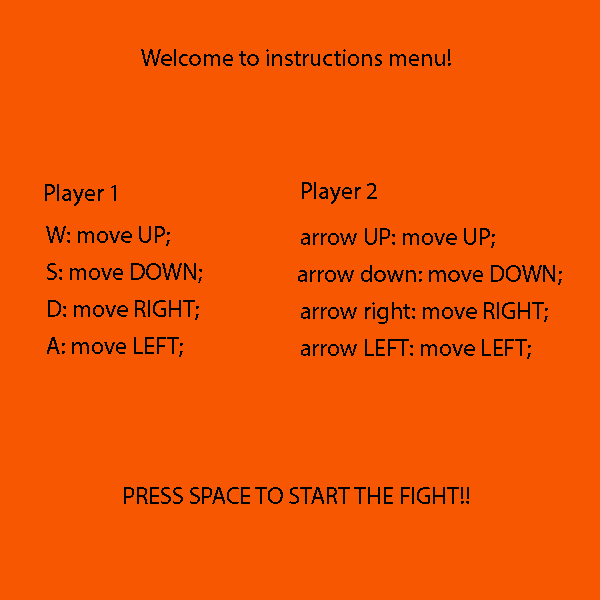 Welcome to instructions menu!
Player 1
W: move UP;
S: move DOWN;
D: move RIGHT;
A: move LEFT;
Player 2
arrow UP: move UP;
arrow down: move DOWN;
arrow right: move RIGHT;
arrow LEFT: move LEFT;
PRESS SPACE TO START THE FIGHT!!